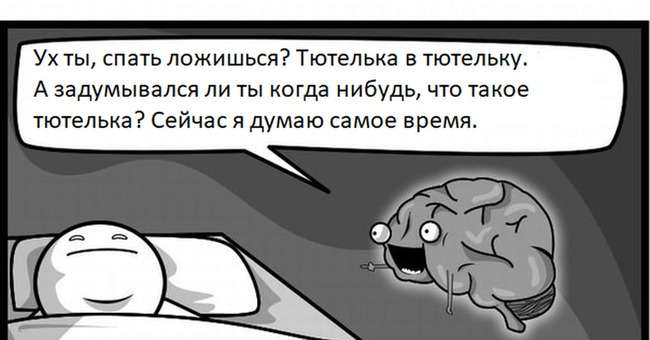 Ух ты, спать ложишься? Тютелька в тютельку.
А задумывался ли ты когда нибудь, что такое
тютелька? Сейчас я думаю самое время.